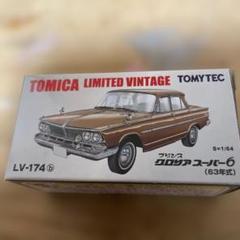 TOMICA LIMITED VINTAGE TOMYTEC
S=1/64
LV-174 b
プリンス
グロリア スーパー6
(63年式)